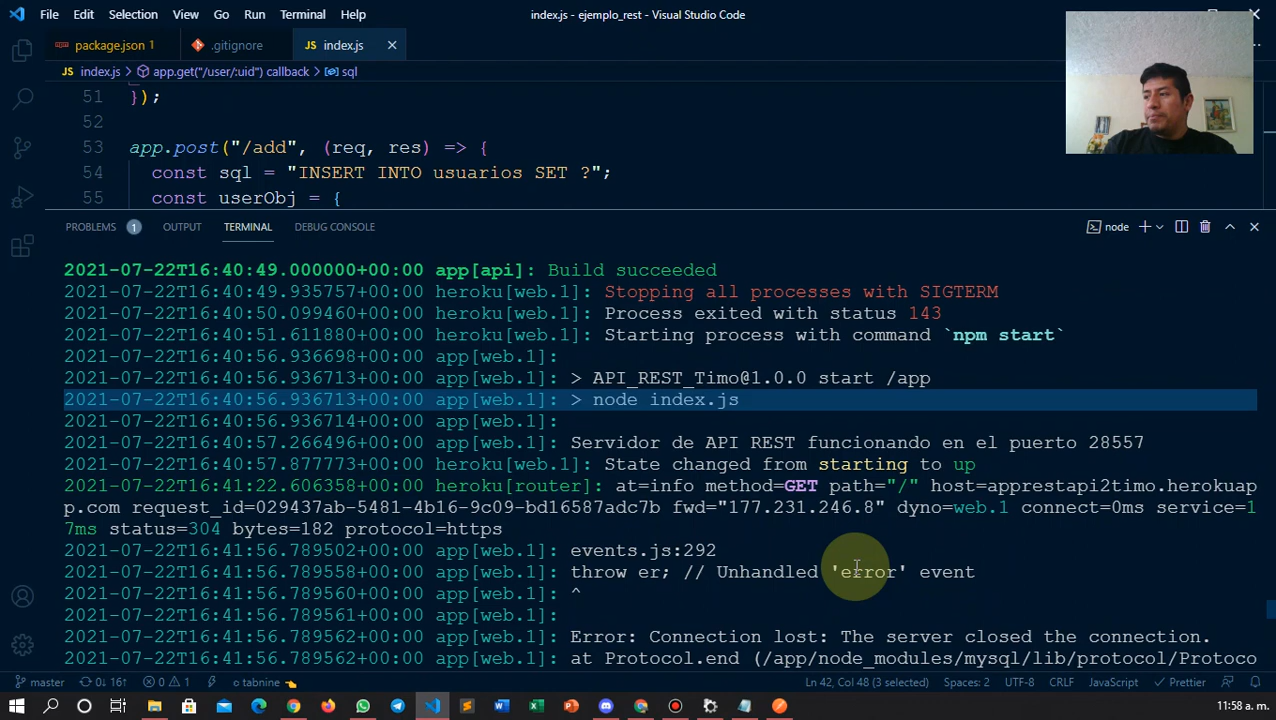 File Edit Selection View Go Run Terminal Help index.js - ejemplo_rest - Visual Studio Code
package.json 1 .gitignore JS index.js
JS index.js > app.get("/user/:uid") callback > sql
51 });
52
53 app.post("/add", (req, res) => {
54 const sql = "INSERT INTO usuarios SET ?";
55 const userObj = {
PROBLEMS 1 OUTPUT TERMINAL DEBUG CONSOLE node
2021-07-22T16:40:49.000000+00:00 app[api]: Build succeeded
2021-07-22T16:40:49.935757+00:00 heroku[web.1]: Stopping all processes with SIGTERM
2021-07-22T16:40:50.099460+00:00 heroku[web.1]: Process exited with status 143
2021-07-22T16:40:51.611880+00:00 heroku[web.1]: Starting process with command `npm start`
2021-07-22T16:40:56.936698+00:00 app[web.1]:
2021-07-22T16:40:56.936713+00:00 app[web.1]: > API_REST_Timo@1.0.0 start /app
2021-07-22T16:40:56.936713+00:00 app[web.1]: > node index.js
2021-07-22T16:40:56.936714+00:00 app[web.1]:
2021-07-22T16:40:57.266496+00:00 app[web.1]: Servidor de API REST funcionando en el puerto 28557
2021-07-22T16:40:57.877773+00:00 heroku[web.1]: State changed from starting to up
2021-07-22T16:41:22.606358+00:00 heroku[router]: at=info method=GET path="/" host=apprestapi2timo.herokuap
p.com request_id=029437ab-5481-4b16-9c09-bd16587adc7b fwd="177.231.246.8" dyno=web.1 connect=0ms service=1
7ms status=304 bytes=182 protocol=https
2021-07-22T16:41:56.789502+00:00 app[web.1]: events.js:292
2021-07-22T16:41:56.789558+00:00 app[web.1]: throw er; // Unhandled 'error' event
2021-07-22T16:41:56.789560+00:00 app[web.1]: ^
2021-07-22T16:41:56.789561+00:00 app[web.1]:
2021-07-22T16:41:56.789562+00:00 app[web.1]: Error: Connection lost: The server closed the connection.
2021-07-22T16:41:56.789562+00:00 app[web.1]: at Protocol.end (/app/node_modules/mysql/lib/protocol/Protoco
master 0↓ 16↑ 0 1 tabnine Ln 42, Col 48 (3 selected) Spaces: 2 UTF-8 CRLF JavaScript Prettier
11:58 a. m.